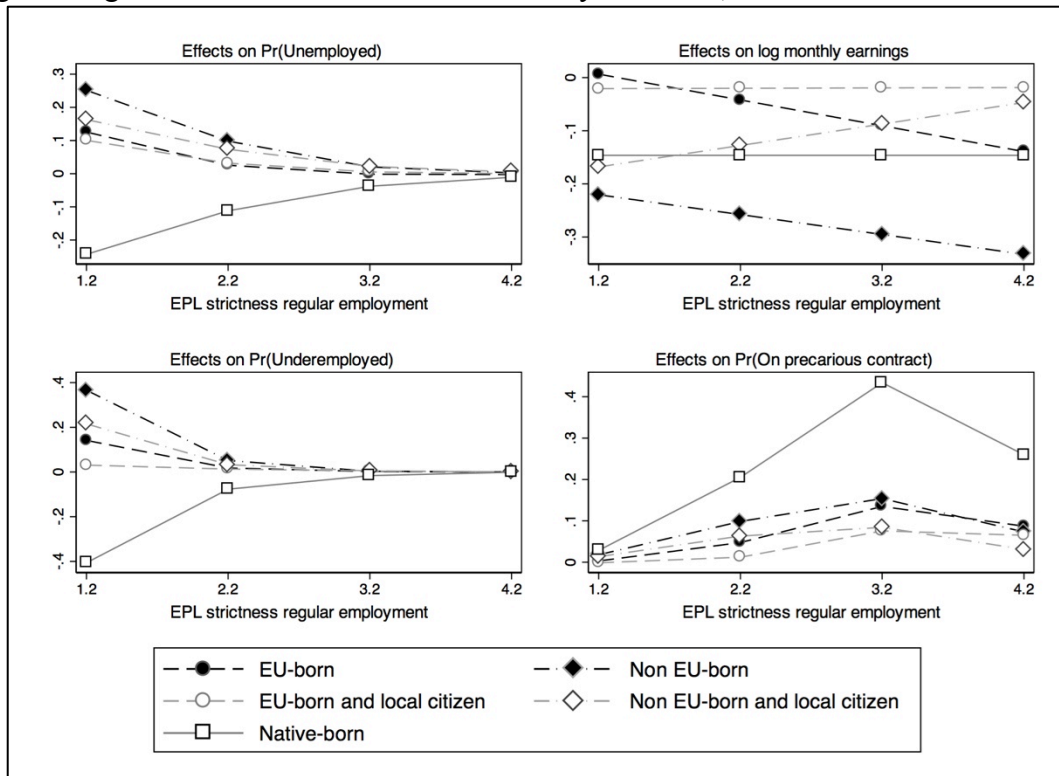 Effects on Pr(Unemployed)
.3
.2
.1
0
-.1
-.2
1.2 2.2 3.2 4.2
EPL strictness regular employment
Effects on log monthly earnings
0
-.1
-.2
-.3
1.2 2.2 3.2 4.2
EPL strictness regular employment
Effects on Pr(Underemployed)
.4
.2
0
-.2
-.4
1.2 2.2 3.2 4.2
EPL strictness regular employment
Effects on Pr(On precarious contract)
.4
.3
.2
.1
0
1.2 2.2 3.2 4.2
EPL strictness regular employment
EU-born
Non EU-born
EU-born and local citizen
Non EU-born and local citizen
Native-born